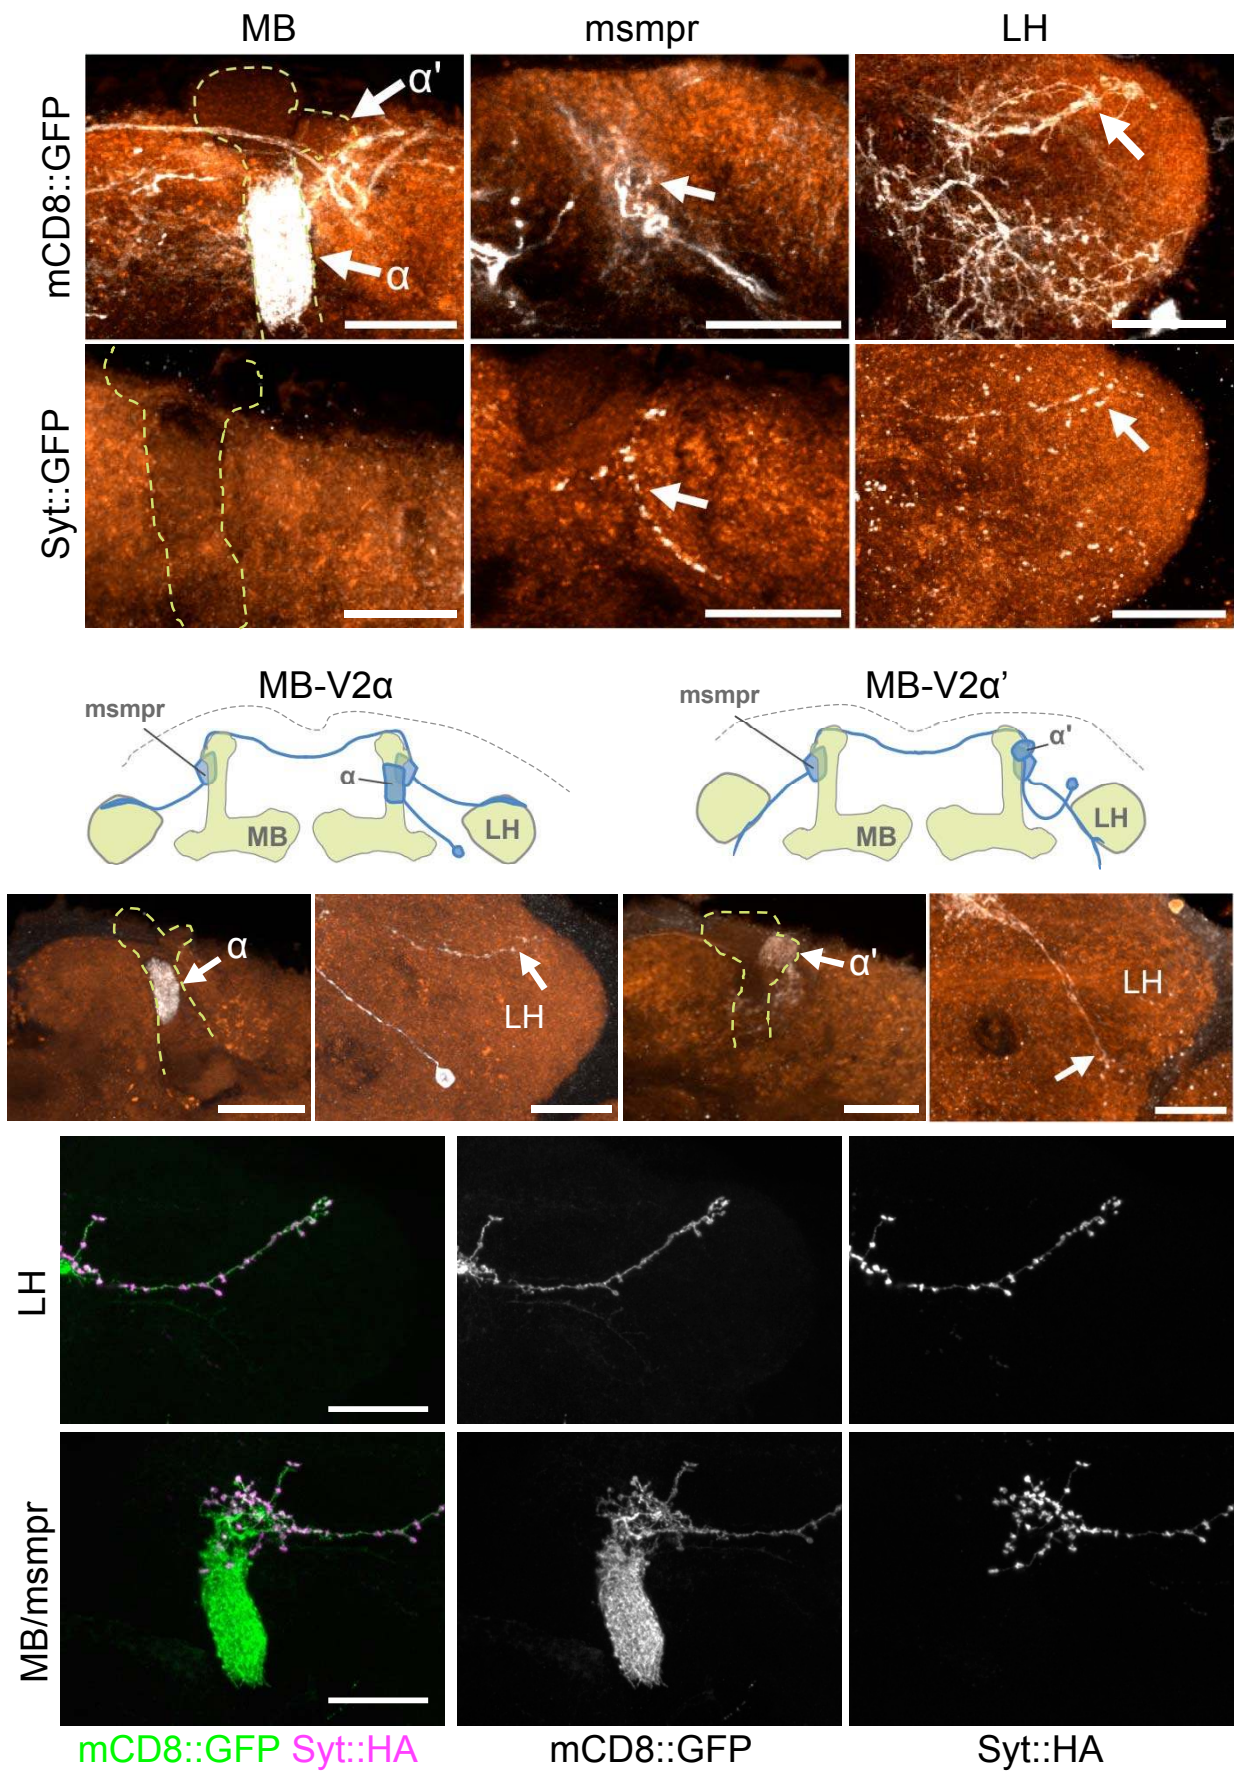 MB msmpr LH
mCD8::GFP
α'
α
Syt::GFP
MB-V2α MB-V2α’
msmpr
α
MB
LH
msmpr
α'
MB
LH
α
LH
α'
LH
LH
MB/msmpr
mCD8::GFP Syt::HA mCD8::GFP Syt::HA